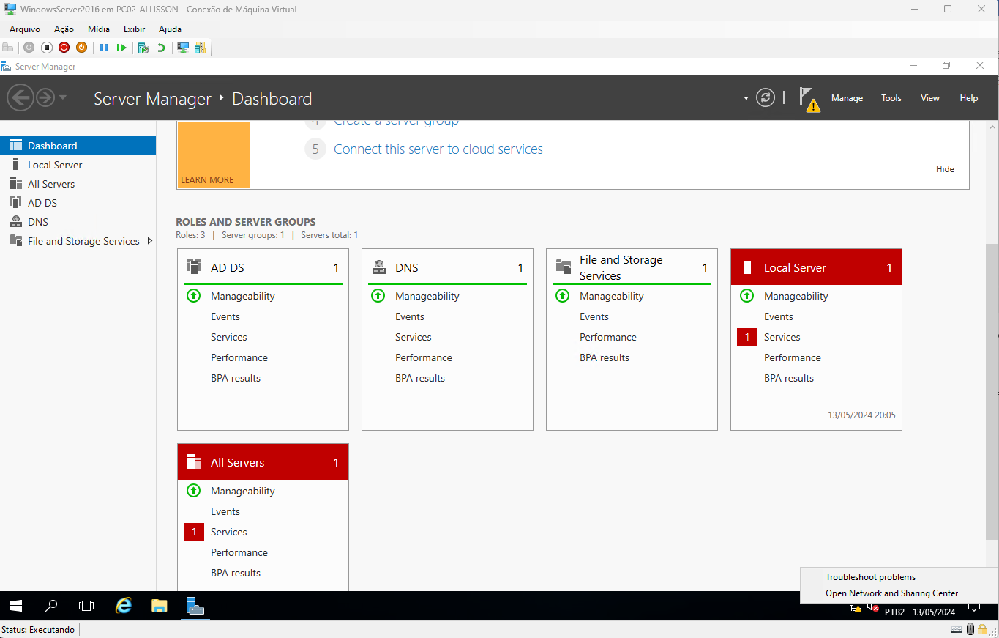 WindowsServer2016 em PC02-ALLISSON - Conexão de Máquina Virtual
Arquivo Ação Mídia Exibir Ajuda
Server Manager
Server Manager Dashboard
Manage Tools View Help
Dashboard
Local Server
All Servers
AD DS
DNS
File and Storage Services
4 Create a server group
5 Connect this server to cloud services
LEARN MORE
Hide
ROLES AND SERVER GROUPS
Roles: 3 | Server groups: 1 | Servers total: 1
AD DS 1
Manageability
Events
Services
Performance
BPA results
DNS 1
Manageability
Events
Services
Performance
BPA results
File and Storage
Services 1
Manageability
Events
Performance
BPA results
Local Server 1
Manageability
Events
1 Services
Performance
BPA results
13/05/2024 20:05
All Servers 1
Manageability
Events
1 Services
Performance
BPA results
Troubleshoot problems
Open Network and Sharing Center
PTB2 13/05/2024
Status: Executando